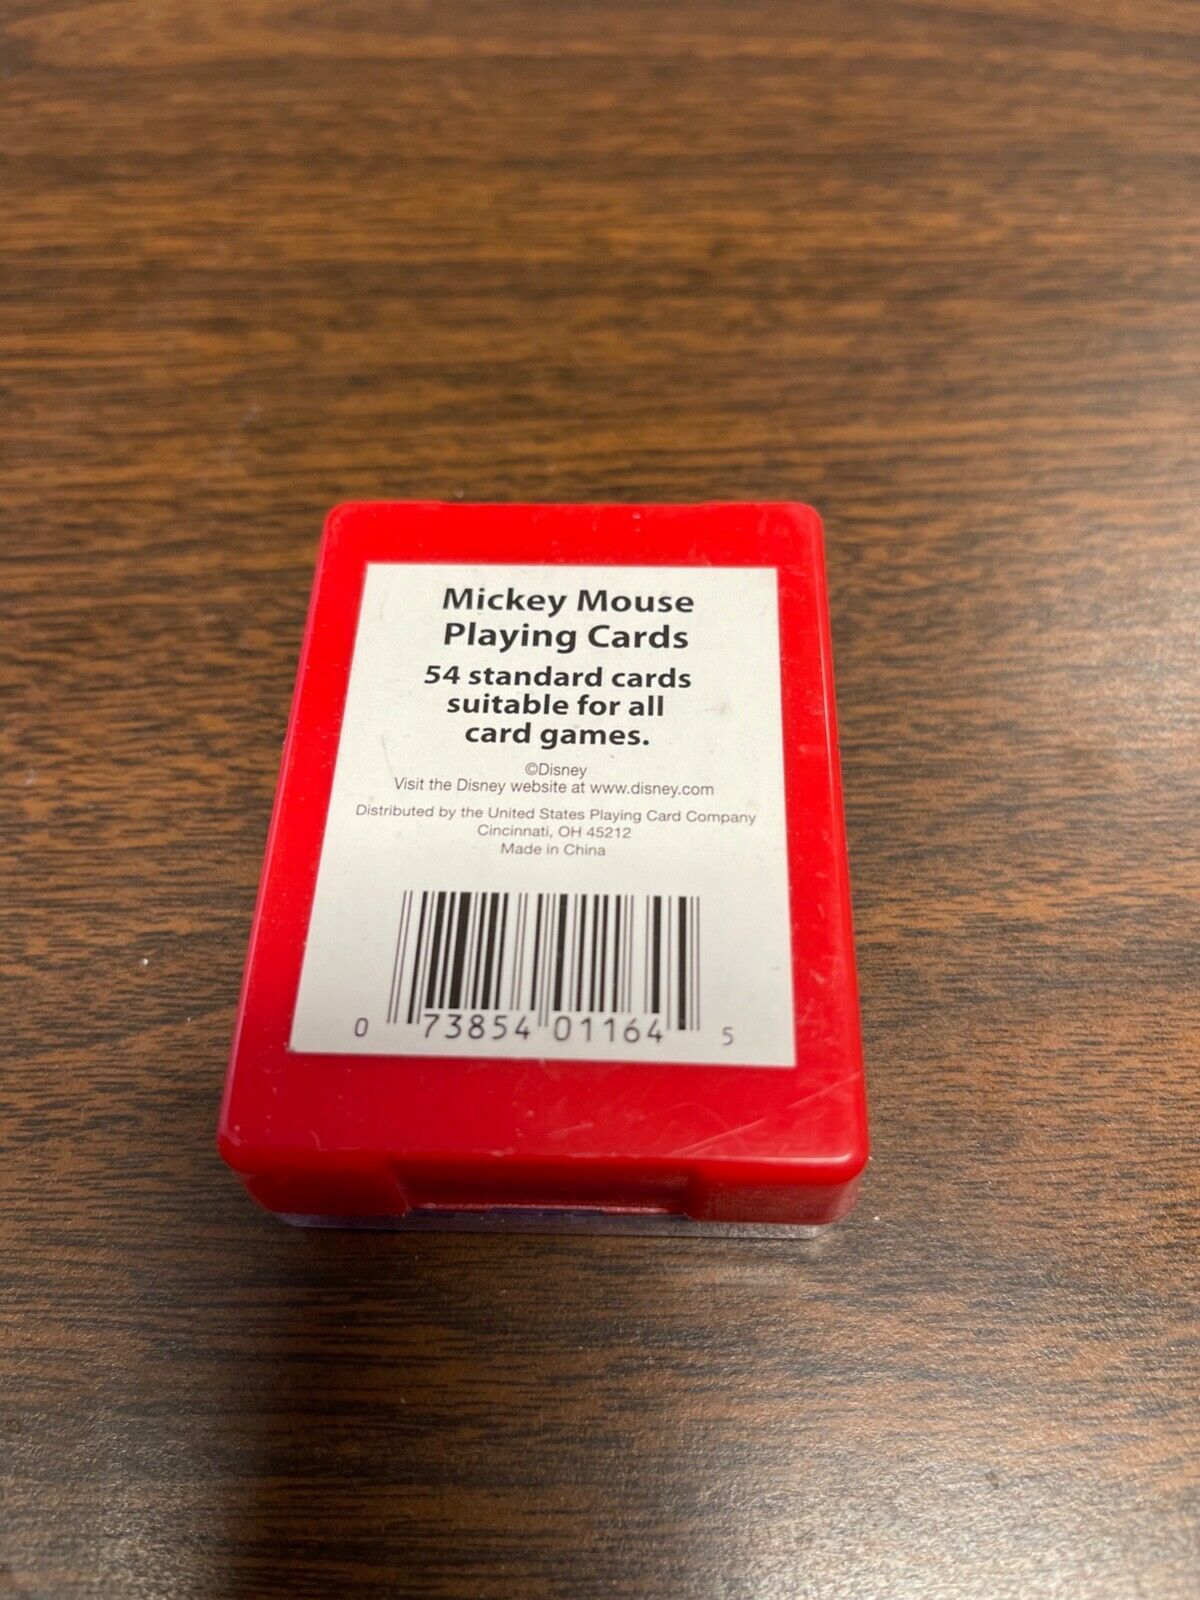 Mickey Mouse
Playing Cards
54 standard cards
suitable for all
card games.
©Disney
Visit the Disney website at www.disney.com
Distributed by the United States Playing Card Company
Cincinnati, OH 45212
Made in China
0 73854 01164 5